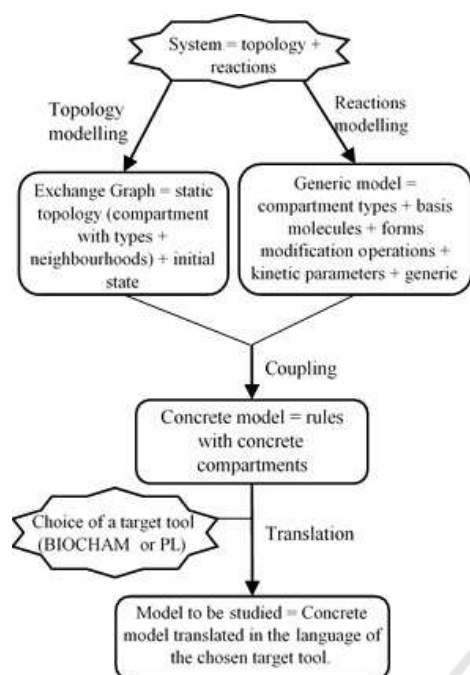 System = topology +
reactions
Topology
modelling
Reactions
modelling
Exchange Graph = static
topology (compartment
with types +
neighbourhoods) + initial
state
Generic model =
compartment types + basis
molecules + forms
modification operations +
kinetic parameters + generic
Coupling
Concrete model = rules
with concrete
compartments
Choice of a target tool
(BIOCHAM or PL)
Translation
Model to be studied = Concrete
model translated in the language of
the chosen target tool.